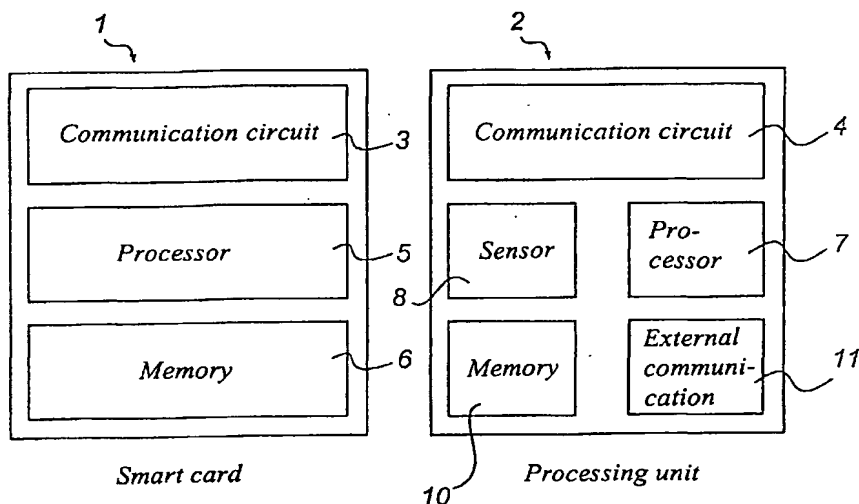 1
2
Communication circuit
3
Communication circuit
4
Processor
5
Sensor
8
Pro-
cessor
7
Memory
6
Memory
10
External
communi-
cation
11
Smart card
Processing unit